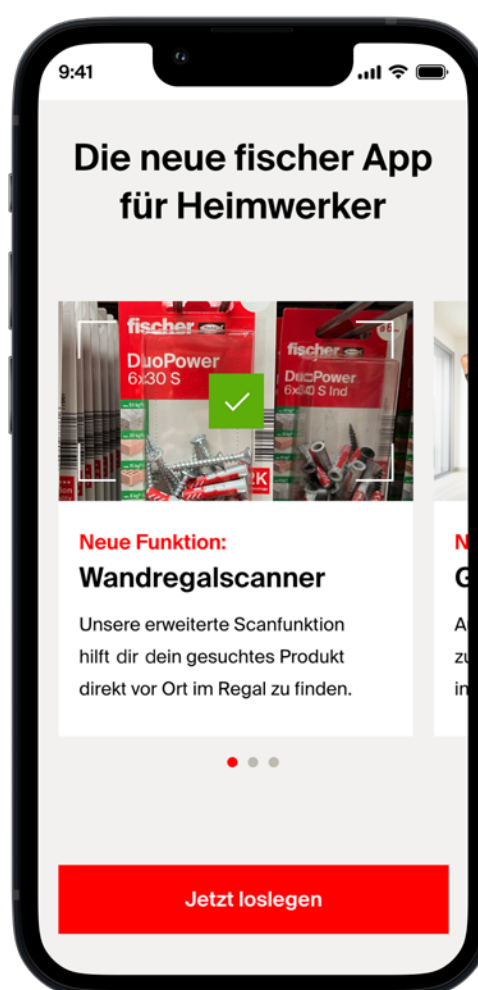 9:41
Die neue fischer App
für Heimwerker
fischer
DuoPower
6x30 S
fischer
DuoPower
6x30 S Ind
Neue Funktion:
Wandregalscanner
Unsere erweiterte Scanfunktion
hilft dir dein gesuchtes Produkt
direkt vor Ort im Regal zu finden.
Jetzt loslegen